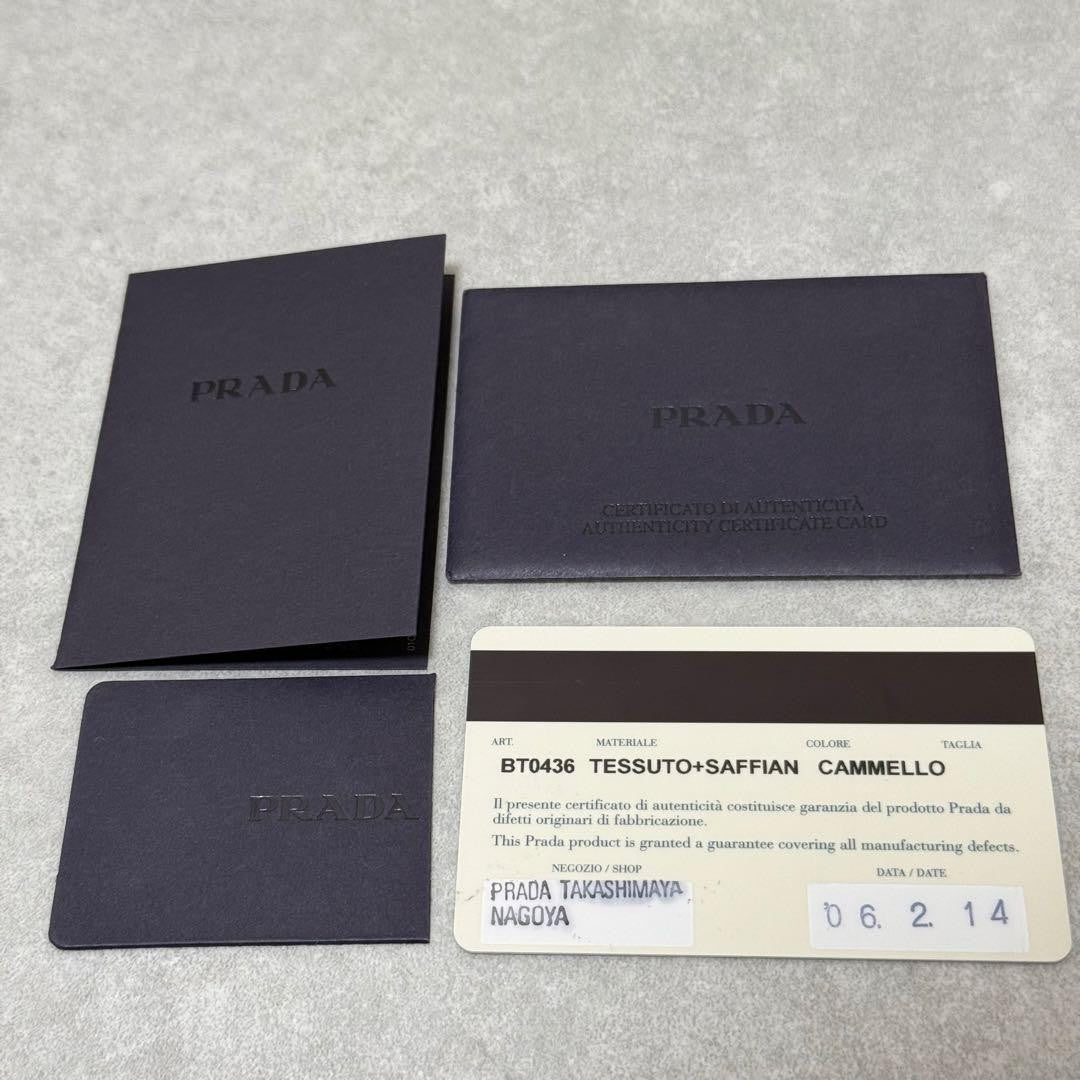 PRADA
PRADA
CERTIFICATO DI AUTENTICITÀ
AUTHENTICITY CERTIFICATE CARD
PRADA
ART. MATERIALE COLORE TAGLIA
BT0436 TESSUTO+SAFFIAN CAMMELLO
Il presente certificato di autenticità costituisce garanzia del prodotto Prada da
difetti originari di fabbricazione.
This Prada product is granted a guarantee covering all manufacturing defects.
NEGOZIO / SHOP DATA / DATE
PRADA TAKASHIMAYA
NAGOYA
'06. 2. 14